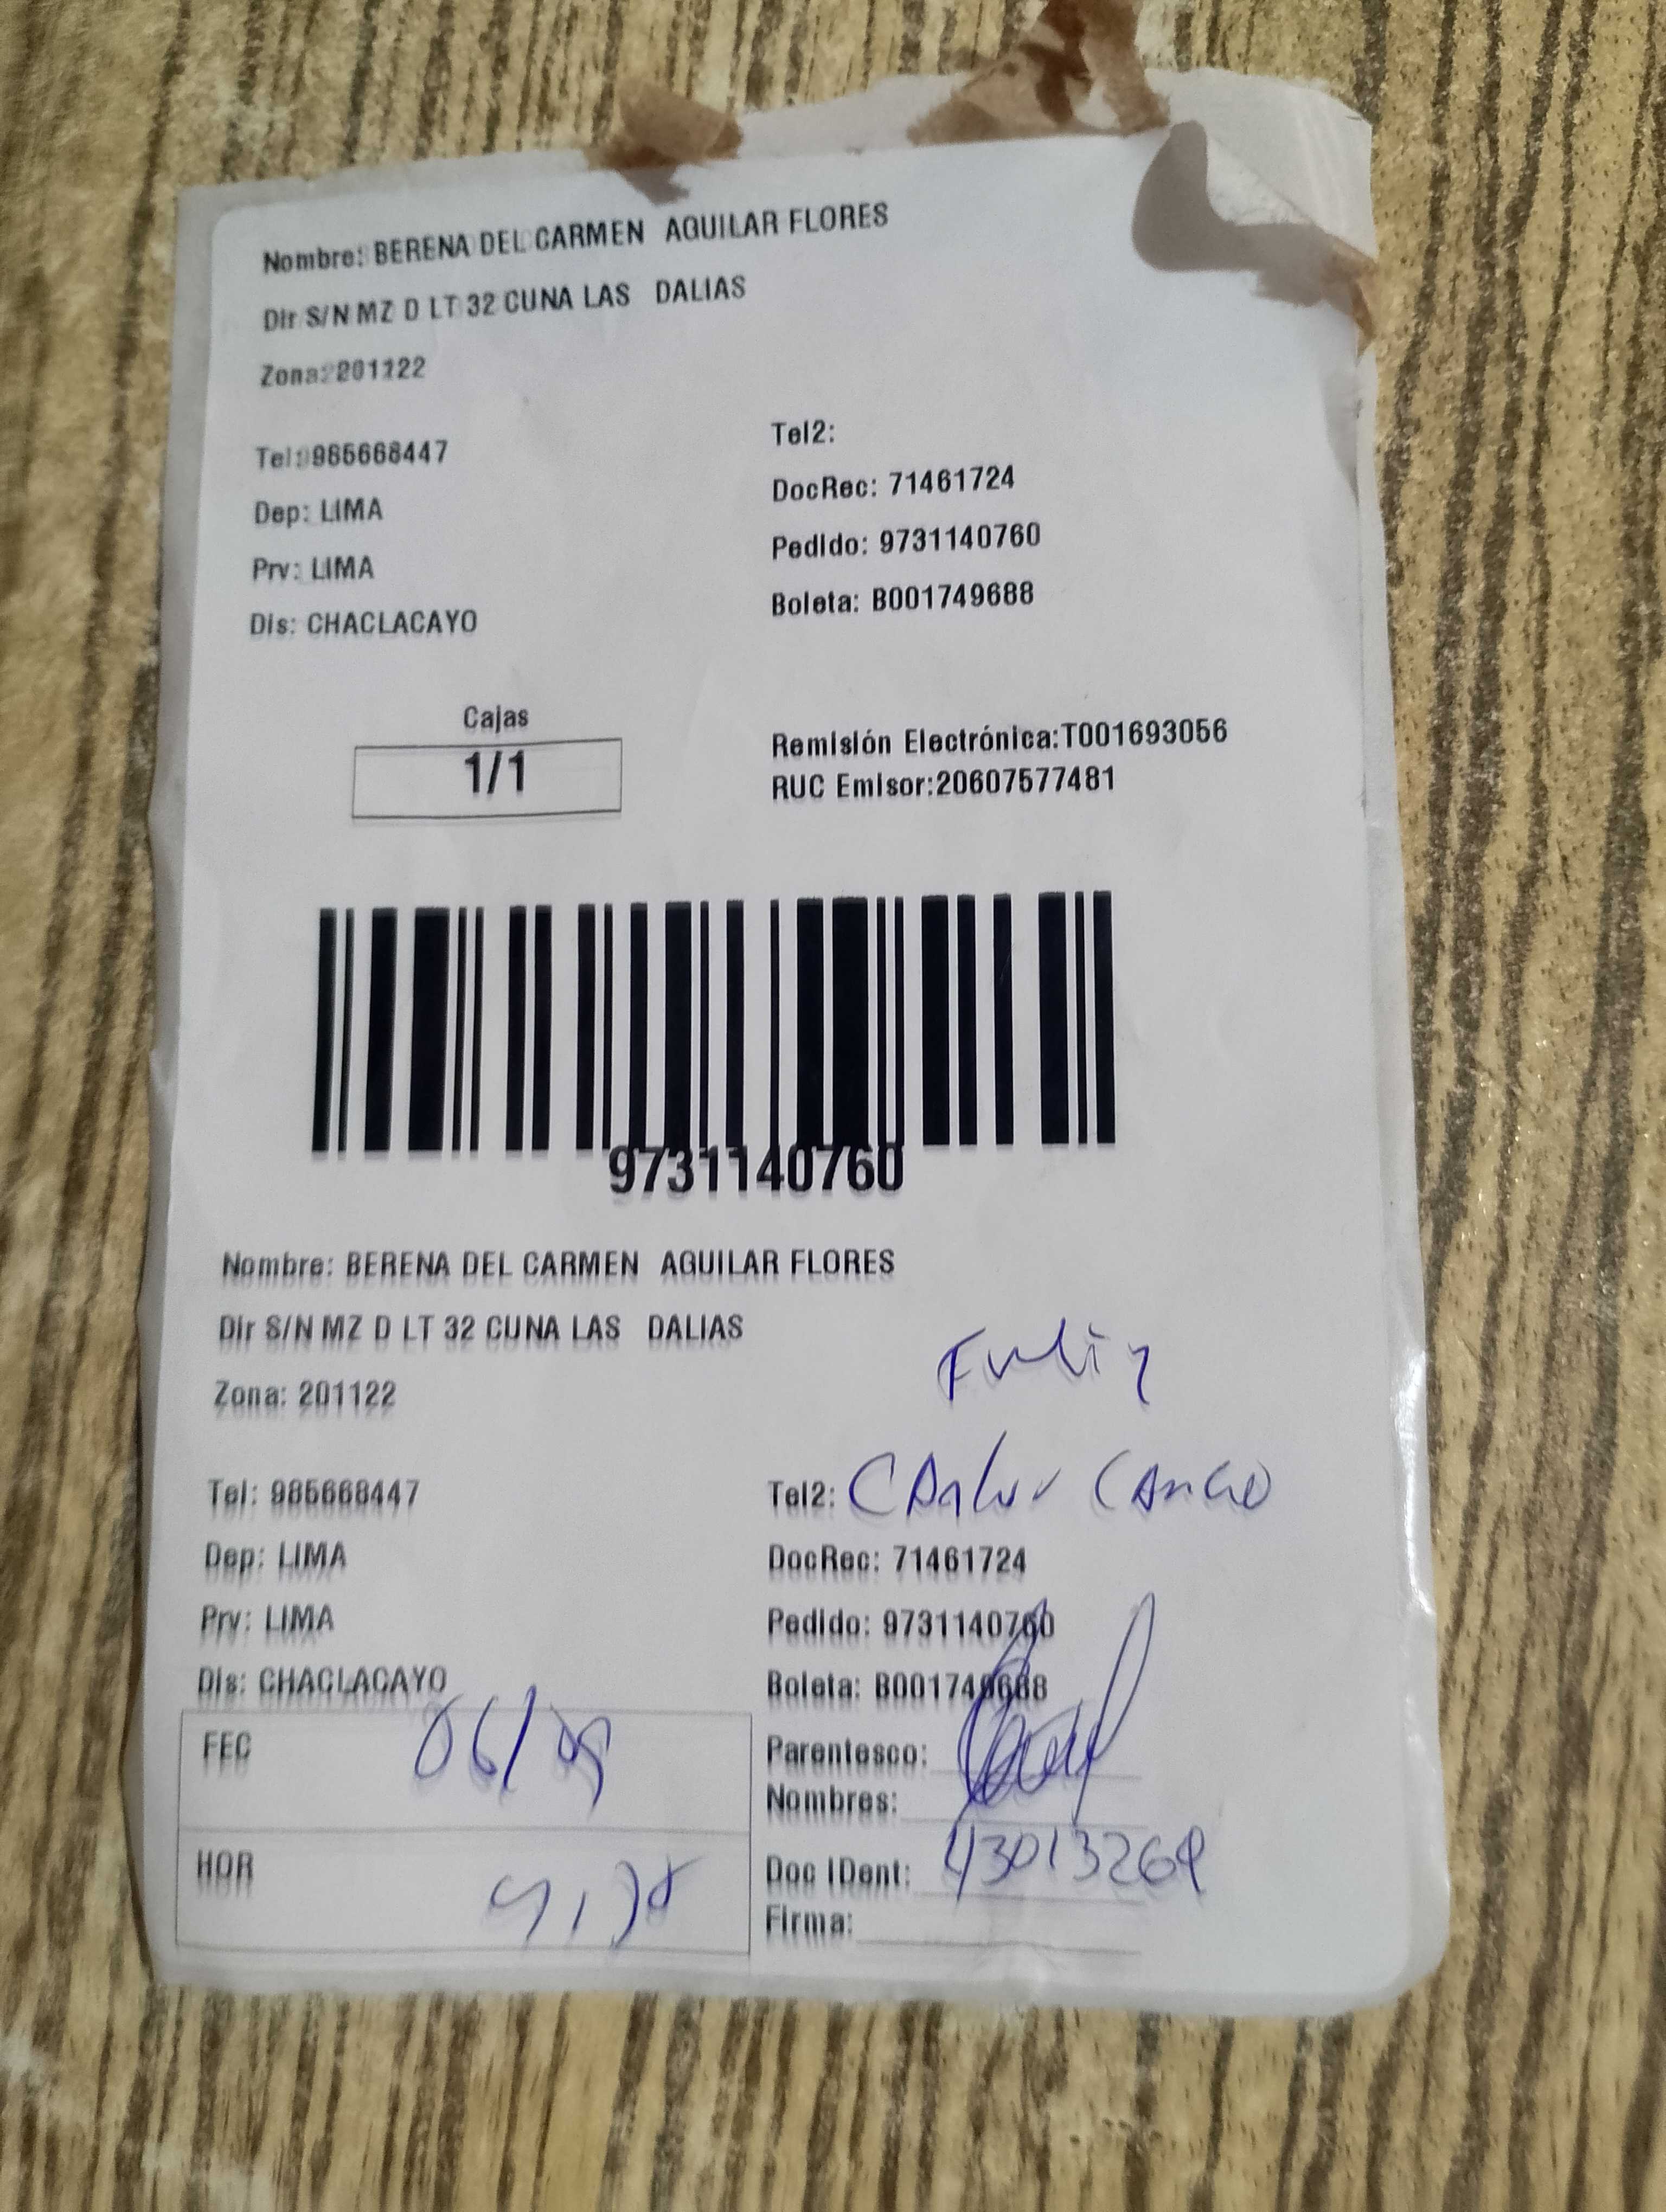 Nombre: BERENA DEL CARMEN AGUILAR FLORES
Dir S/N MZ D LT 32 CUNA LAS DALIAS
Zona: 201122
Tel: 985668447 Tel2:
Dep: LIMA DocRec: 71461724
Prv: LIMA Pedido: 9731140760
Dis: CHACLACAYO Boleta: B001749688
Cajas
1/1
Remisión Electrónica:T001693056
RUC Emisor:20607577481
9731140760
Nombre: BERENA DEL CARMEN AGUILAR FLORES
Dir S/N MZ D LT 32 CUNA LAS DALIAS
Zona: 201122
Tel: 985668447 Tel2:
Dep: LIMA DocRec: 71461724
Prv: LIMA Pedido: 9731140760
Dis: CHACLACAYO Boleta: B001749688
FEC 06/09
Parentesco:
Nombres:
HOR
Doc IDent: 43013269
Firma: